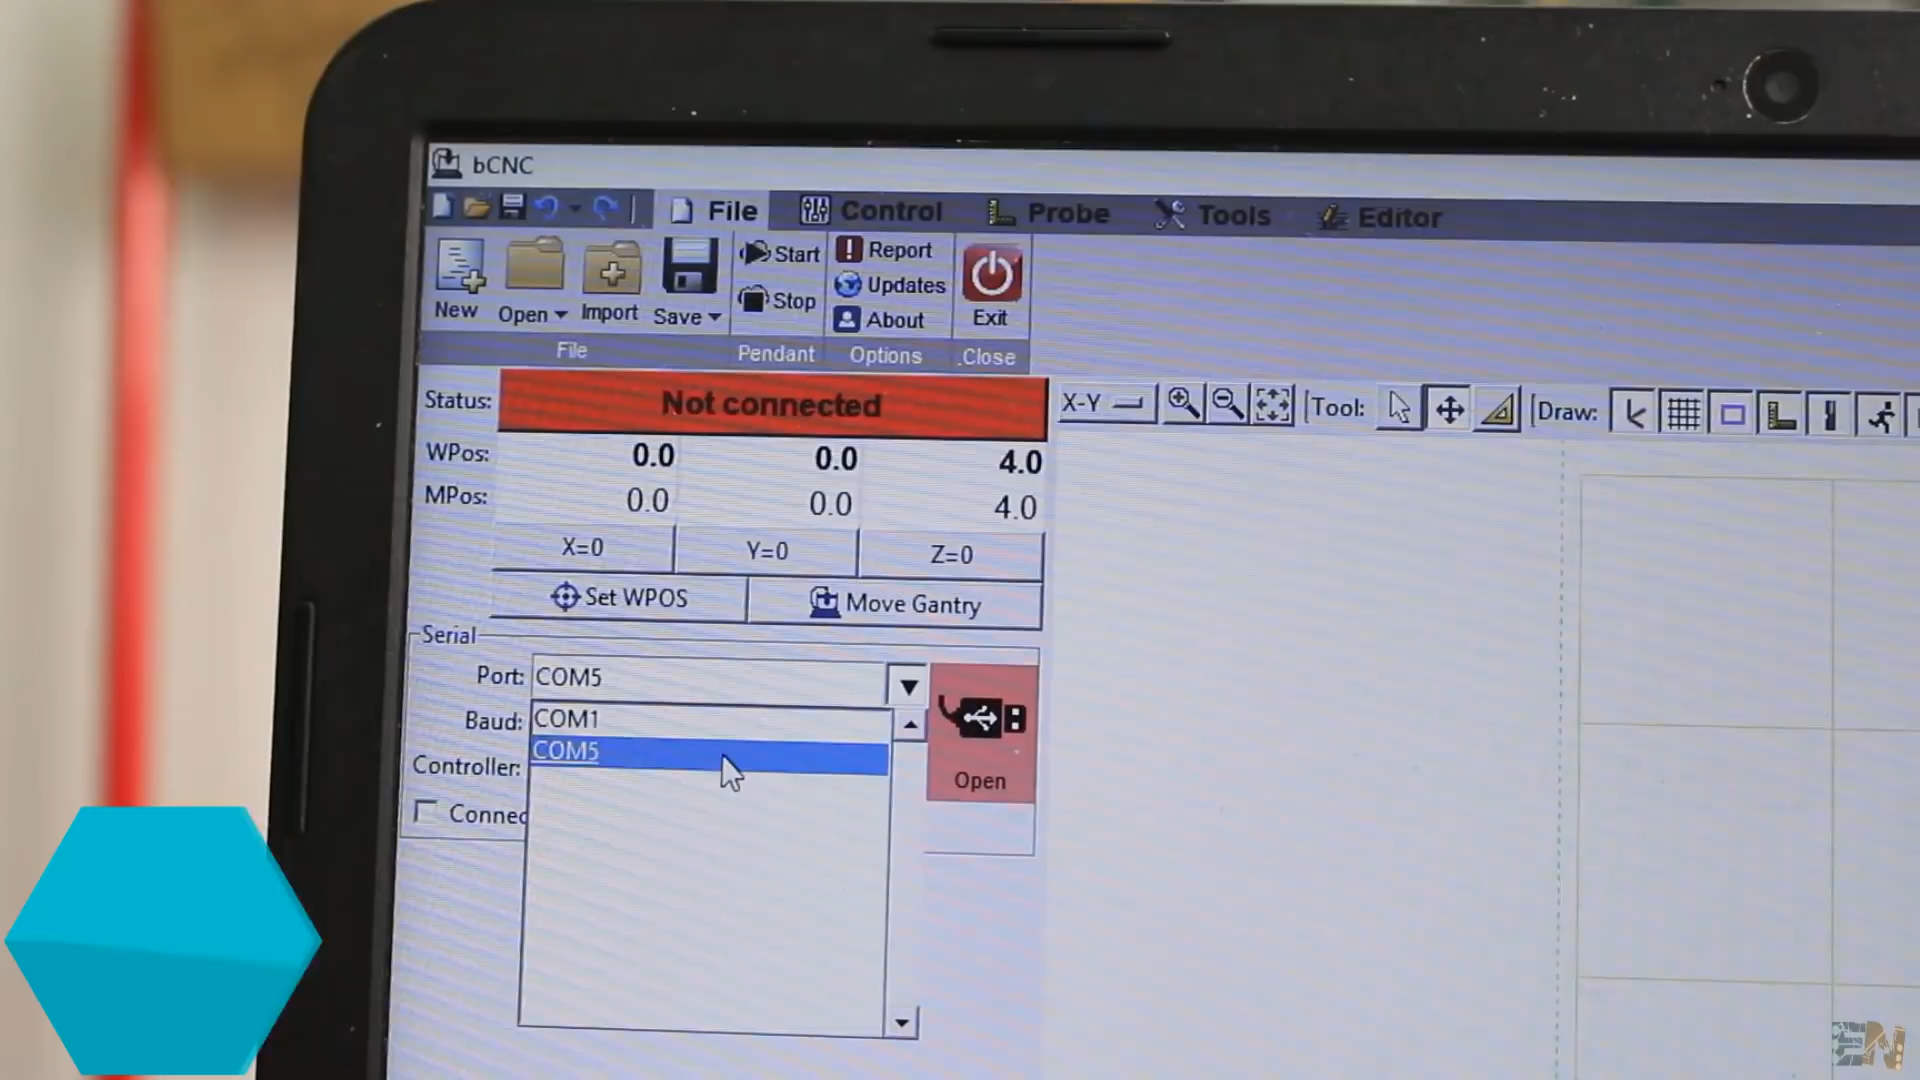 bCNC
File Control Probe Tools Editor
New Open Import Save Start Stop Report Updates About Exit
File Pendant Options Close
Status: Not connected
X-Y [Tool: [Draw:
WPos: 0.0 0.0 4.0
MPos: 0.0 0.0 4.0
X=0 Y=0 Z=0
Set WPOS Move Gantry
Serial
Port: COM5
Baud: COM1
COM5
Controller:
Open
Connec
EN